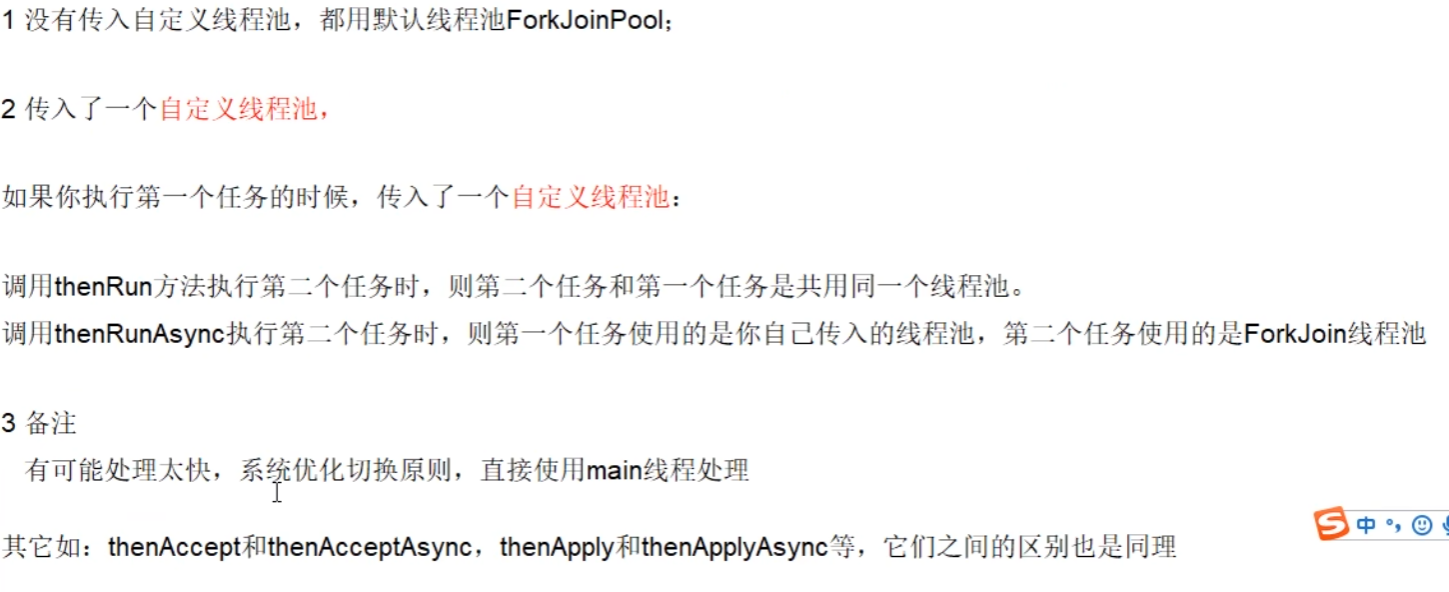 1 没有传入自定义线程池，都用默认线程池ForkJoinPool；
2 传入了一个自定义线程池，
如果你执行第一个任务的时候，传入了一个自定义线程池：
调用thenRun方法执行第二个任务时，则第二个任务和第一个任务是共用同一个线程池。
调用thenRunAsync执行第二个任务时，则第一个任务使用的是你自己传入的线程池，第二个任务使用的是ForkJoin线程池
3 备注
有可能处理太快，系统优化切换原则，直接使用main线程处理
其它如：thenAccept和thenAcceptAsync，thenApply和thenApplyAsync等，它们之间的区别也是同理
S 中